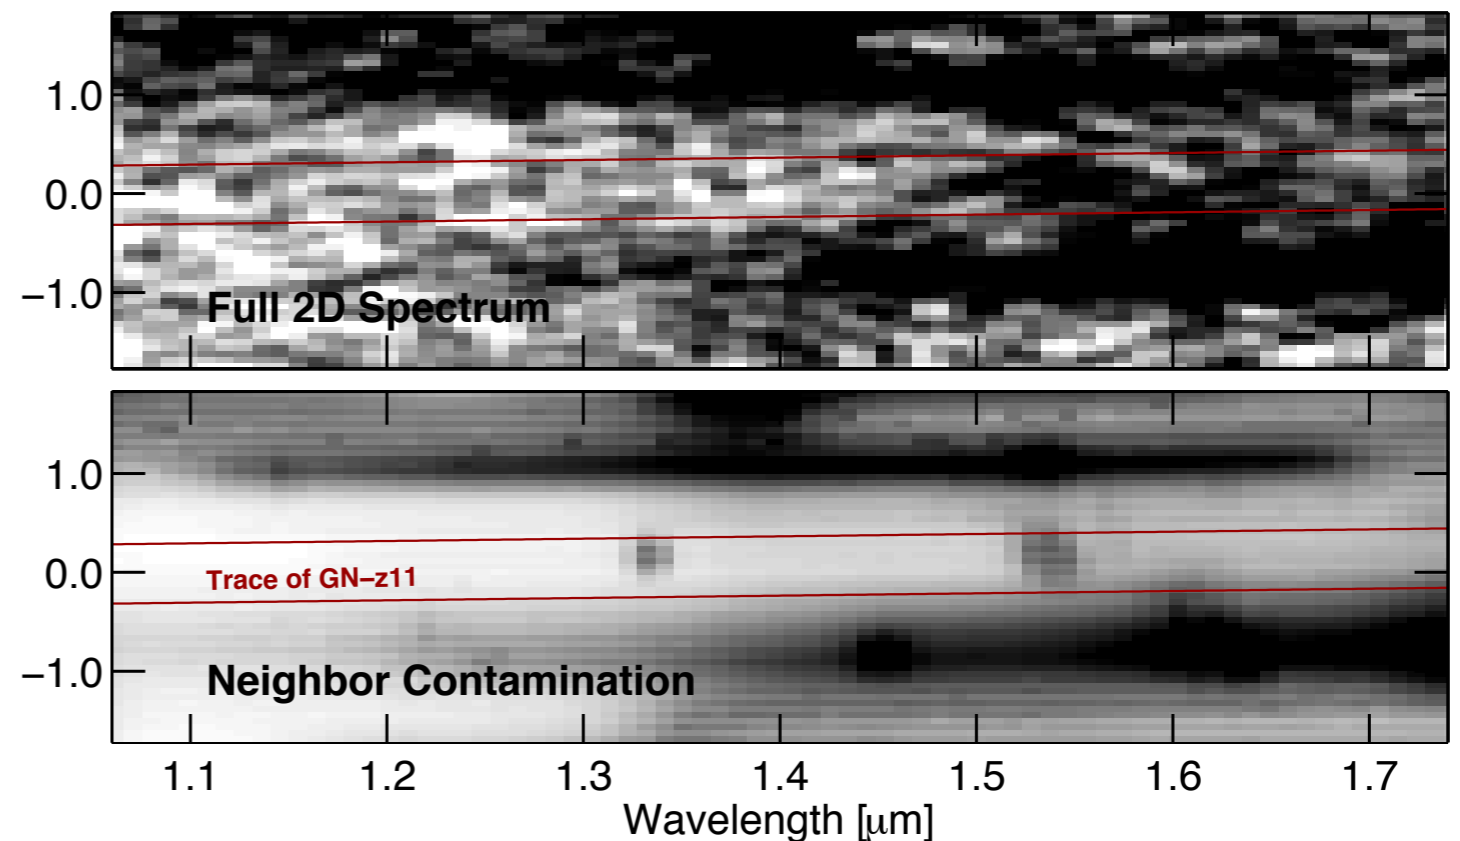 1.0
0.0
−1.0
Full 2D Spectrum
1.0
0.0
−1.0
Trace of GN−z11
Neighbor Contamination
1.1 1.2 1.3 1.4 1.5 1.6 1.7
Wavelength [μm]